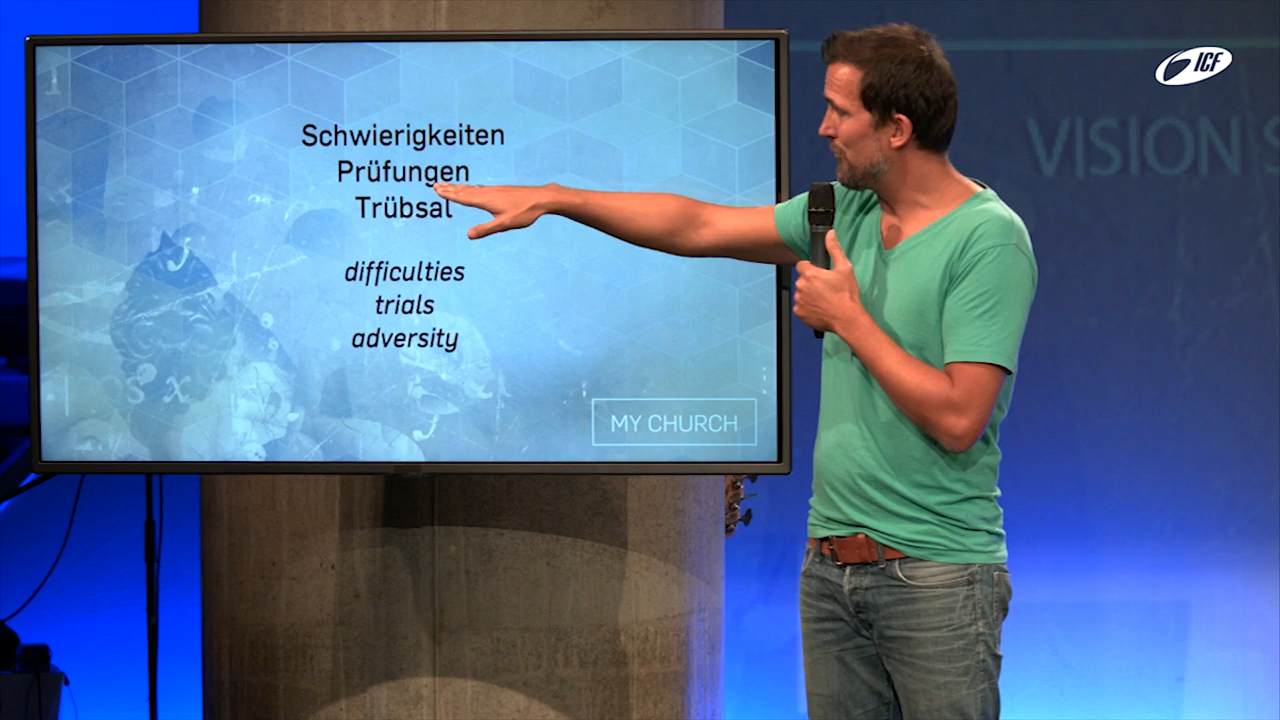 Schwierigkeiten
Prüfungen
Trübsal
difficulties
trials
adversity
MY CHURCH
ICF
VISION S